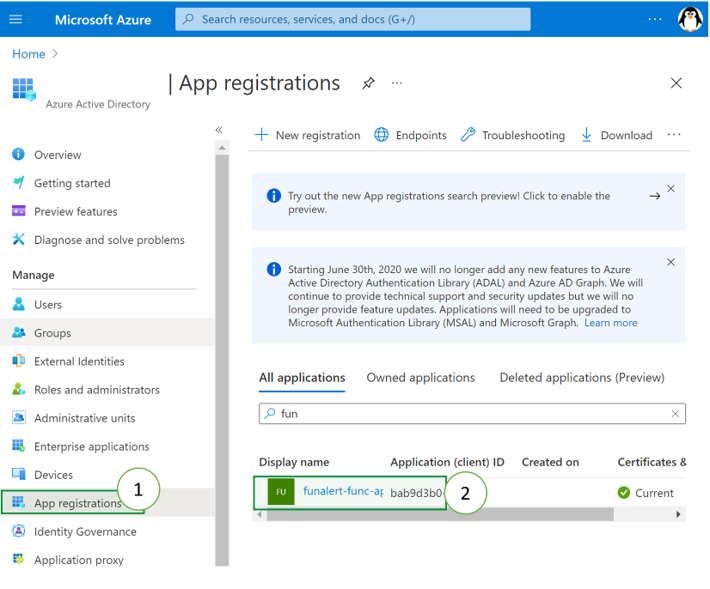 Microsoft Azure
Search resources, services, and docs (G+/)
Home
| App registrations
Azure Active Directory
Overview
Getting started
Preview features
Diagnose and solve problems
Manage
Users
Groups
External Identities
Roles and administrators
Administrative units
Enterprise applications
Devices
App registrations
1
Identity Governance
Application proxy
New registration
Endpoints
Troubleshooting
Download
Try out the new App registrations search preview! Click to enable the
preview.
Starting June 30th, 2020 we will no longer add any new features to Azure
Active Directory Authentication Library (ADAL) and Azure AD Graph. We will
continue to provide technical support and security updates but we will no
longer provide feature updates. Applications will need to be upgraded to
Microsoft Authentication Library (MSAL) and Microsoft Graph. Learn more
All applications
Owned applications
Deleted applications (Preview)
fun
Display name
Application (client) ID
Created on
Certificates &
FU
funalert-func-ap
bab9d3b0-
2
Current